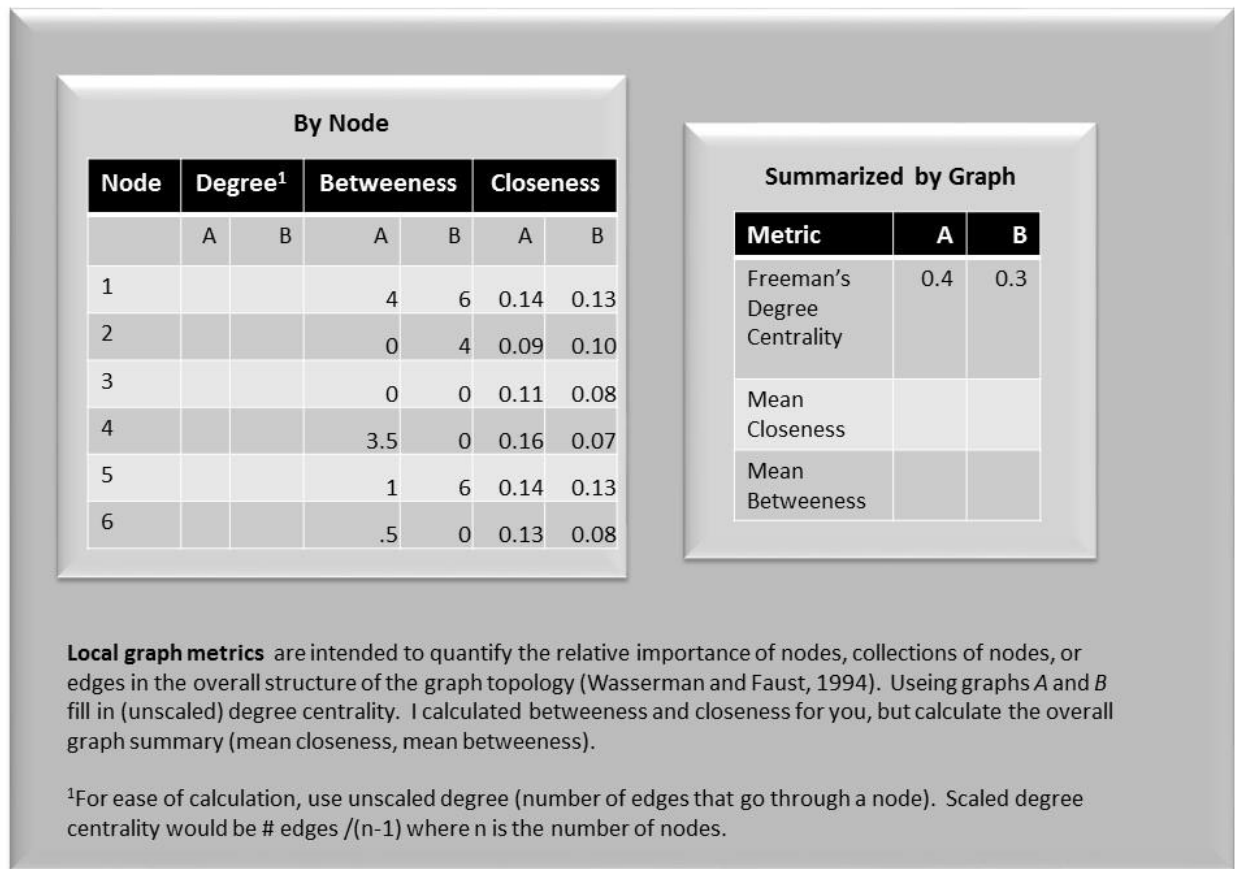 By Node
Node Degree¹ Betweeness Closeness
A B A B A B
1 4 6 0.14 0.13
2 0 4 0.09 0.10
3 0 0 0.11 0.08
4 3.5 0 0.16 0.07
5 1 6 0.14 0.13
6 .5 0 0.13 0.08
Summarized by Graph
Metric A B
Freeman’s 0.4 0.3
Degree
Centrality
Mean
Closeness
Mean
Betweeness
Local graph metrics are intended to quantify the relative importance of nodes, collections of nodes, or
edges in the overall structure of the graph topology (Wasserman and Faust, 1994). Useing graphs A and B
fill in (unscaled) degree centrality. I calculated betweeness and closeness for you, but calculate the overall
graph summary (mean closeness, mean betweeness).
¹For ease of calculation, use unscaled degree (number of edges that go through a node). Scaled degree
centrality would be # edges /(n-1) where n is the number of nodes.